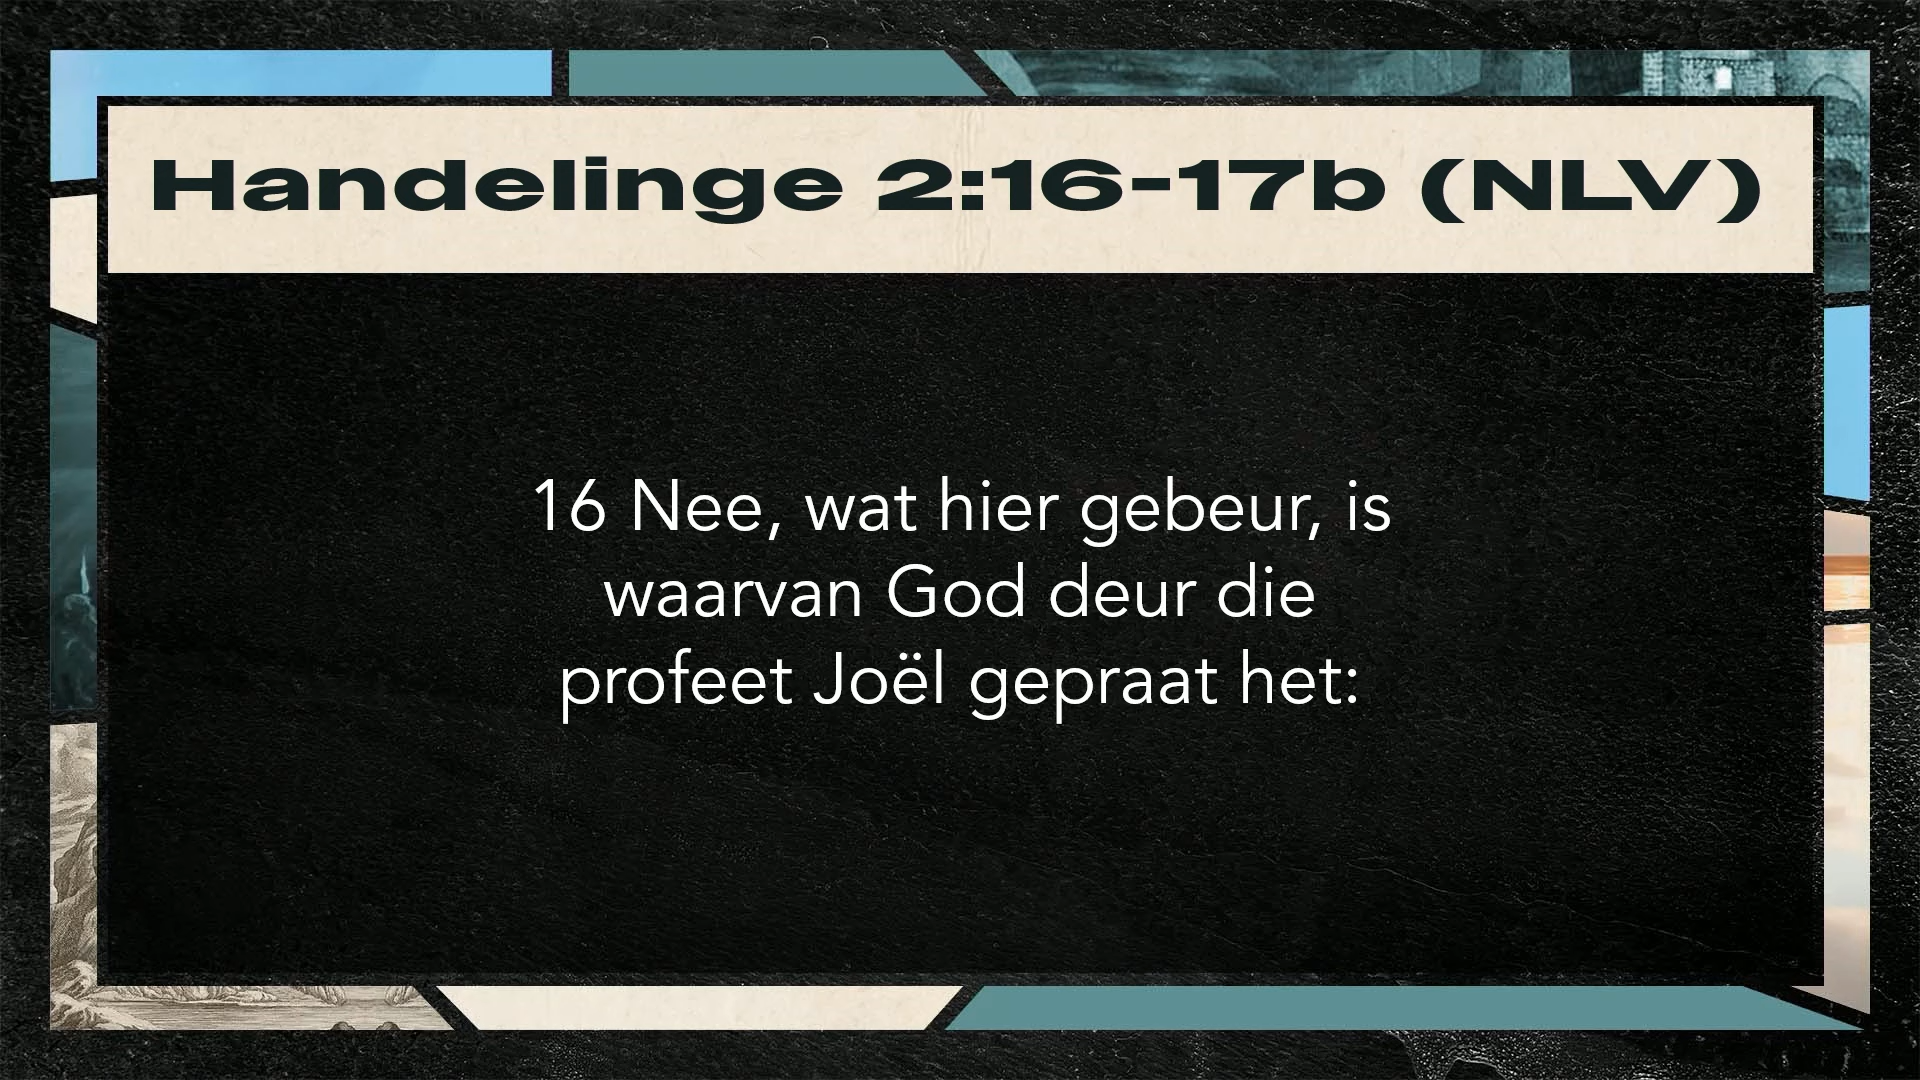 Handelinge 2:16-17b (NLV)
16 Nee, wat hier gebeur, is
waarvan God deur die
profeet Joël gepraat het: